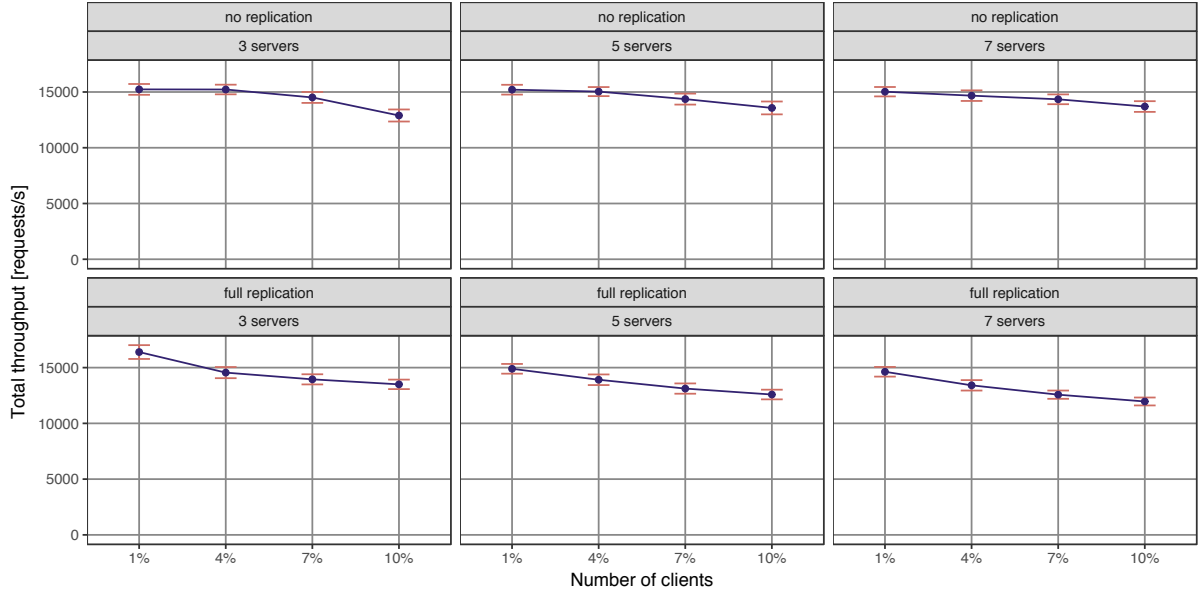 no replication
no replication
no replication
3 servers
5 servers
7 servers
15000
10000
5000
0
full replication
full replication
full replication
3 servers
5 servers
7 servers
15000
10000
5000
0
1%
4%
7%
10%
1%
4%
7%
10%
1%
4%
7%
10%
Number of clients
Total throughput [requests/s]